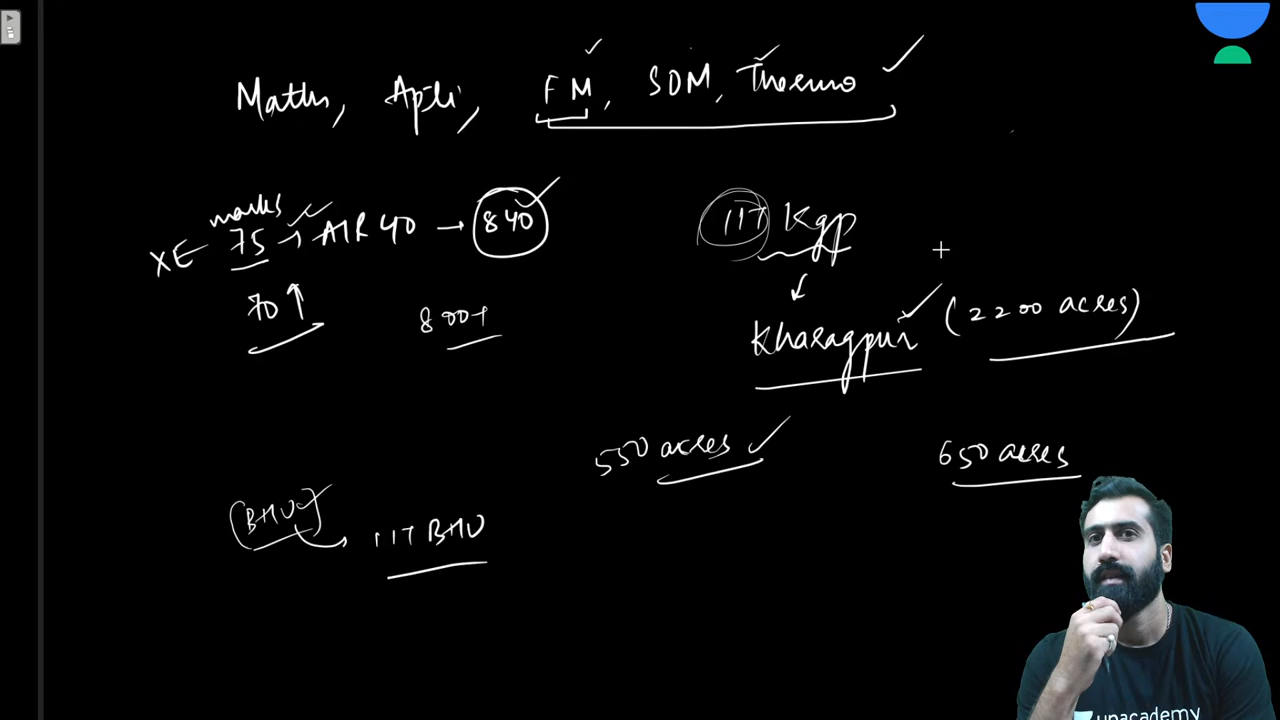 Maths, Apti, FM, SOM, Thermo
marks
XE 75 → AIR 40 → 840
70↑
800+
IIT Kgp
Kharagpur (2200 acres)
550 acres
650 acres
(BHU) → IIT BHU
unacademy